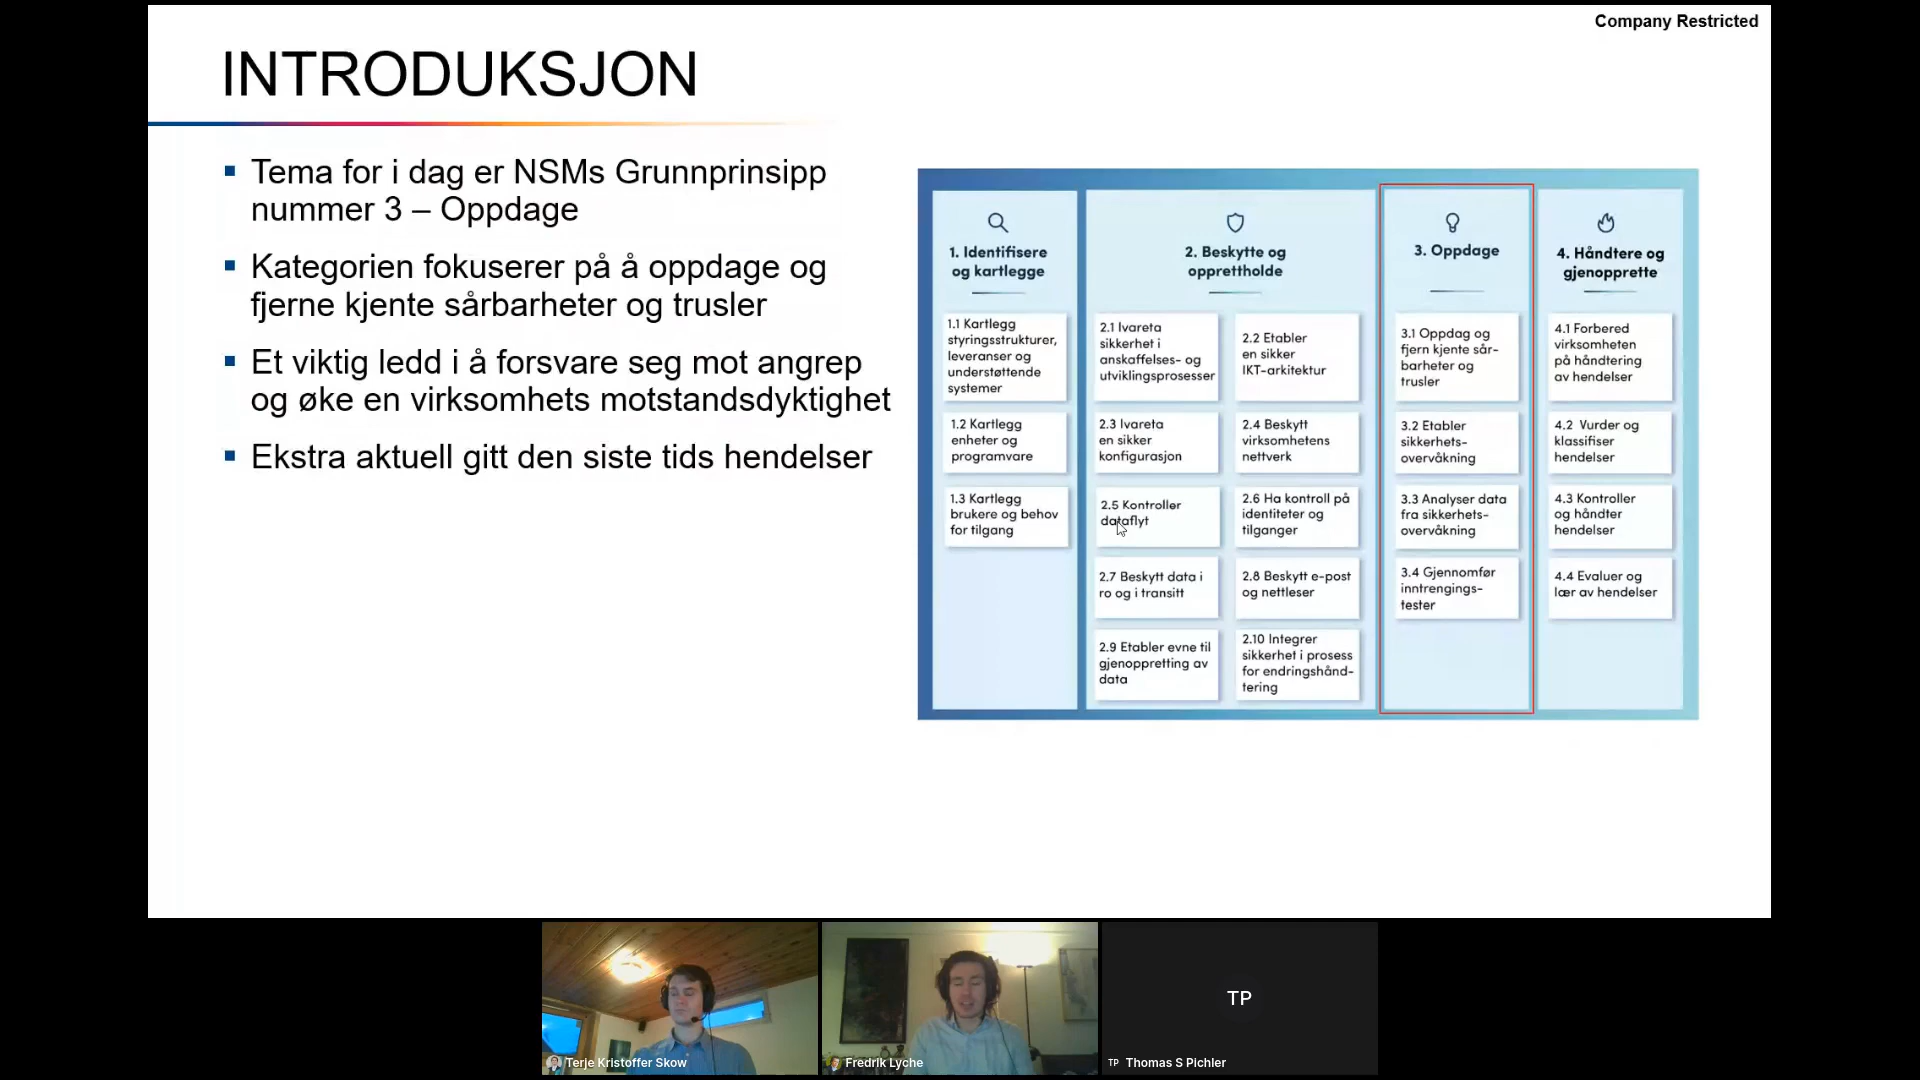 Company Restricted
INTRODUKSJON
Tema for i dag er NSMs Grunnprinsipp
nummer 3 – Oppdage
Kategorien fokuserer på å oppdage og
fjerne kjente sårbarheter og trusler
Et viktig ledd i å forsvare seg mot angrep
og øke en virksomhets motstandsdyktighet
Ekstra aktuell gitt den siste tids hendelser
1. Identifisere
og kartlegge
1.1 Kartlegg
styringsstrukturer,
leveranser og
understøttende
systemer
1.2 Kartlegg
enheter og
programvare
1.3 Kartlegg
brukere og behov
for tilgang
2. Beskytte og
opprettholde
2.1 Ivareta
sikkerhet i
anskaffelses- og
utviklingsprosesser
2.2 Etabler
en sikker
IKT-arkitektur
2.3 Ivareta
en sikker
konfigurasjon
2.4 Beskytt
virksomhetens
nettverk
2.5 Kontroller
dataflyt
2.6 Ha kontroll på
identiteter og
tilganger
2.7 Beskytt data i
ro og i transitt
2.8 Beskytt e-post
og nettleser
2.9 Etabler evne til
gjenoppretting av
data
2.10 Integrer
sikkerhet i prosess
for endringshånd-
tering
3. Oppdage
3.1 Oppdag og
fjern kjente sår-
barheter og
trusler
3.2 Etabler
sikkerhets-
overvåkning
3.3 Analyser data
fra sikkerhets-
overvåkning
3.4 Gjennomfør
inntrengings-
tester
4. Håndtere og
gjenopprette
4.1 Forbered
virksomheten
på håndtering
av hendelser
4.2 Vurder og
klassifiser
hendelser
4.3 Kontroller
og håndter
hendelser
4.4 Evaluer og
lær av hendelser
Terje Kristoffer Skow
Fredrik Lyche
TP
TP Thomas S Pichler